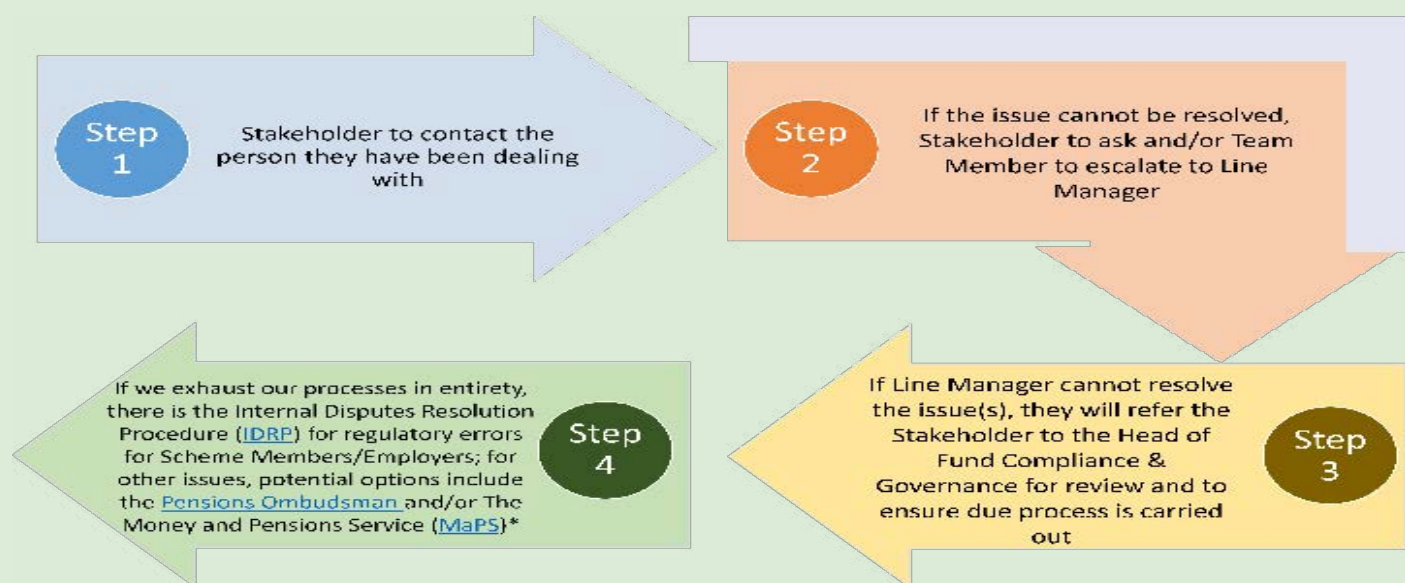 Step
1
Stakeholder to contact the
person they have been dealing
with
Step
2
If the issue cannot be resolved,
Stakeholder to ask and/or Team
Member to escalate to Line
Manager
If Line Manager cannot resolve
the issue(s), they will refer the
Stakeholder to the Head of
Fund Compliance &
Governance for review and to
ensure due process is carried
out
Step
3
If we exhaust our processes in entirety,
there is the Internal Disputes Resolution
Procedure (IDRP) for regulatory errors
for Scheme Members/Employers; for
other issues, potential options include
the Pensions Ombudsman and/or The
Money and Pensions Service (MaPS)*
Step
4